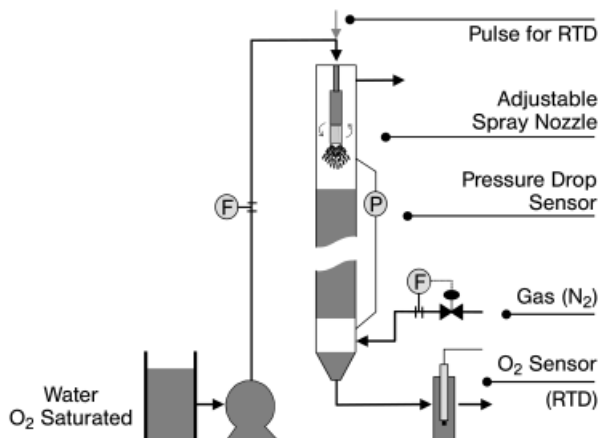 Pulse for RTD
Adjustable
Spray Nozzle
Pressure Drop
Sensor
P
F
F
Gas (N₂)
O₂ Sensor
(RTD)
Water
O₂ Saturated